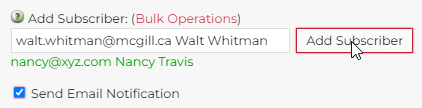 Add Subscriber: (Bulk Operations)
walt.whitman@mcgill.ca Walt Whitman Add Subscriber
nancy@xyz.com Nancy Travis
Send Email Notification